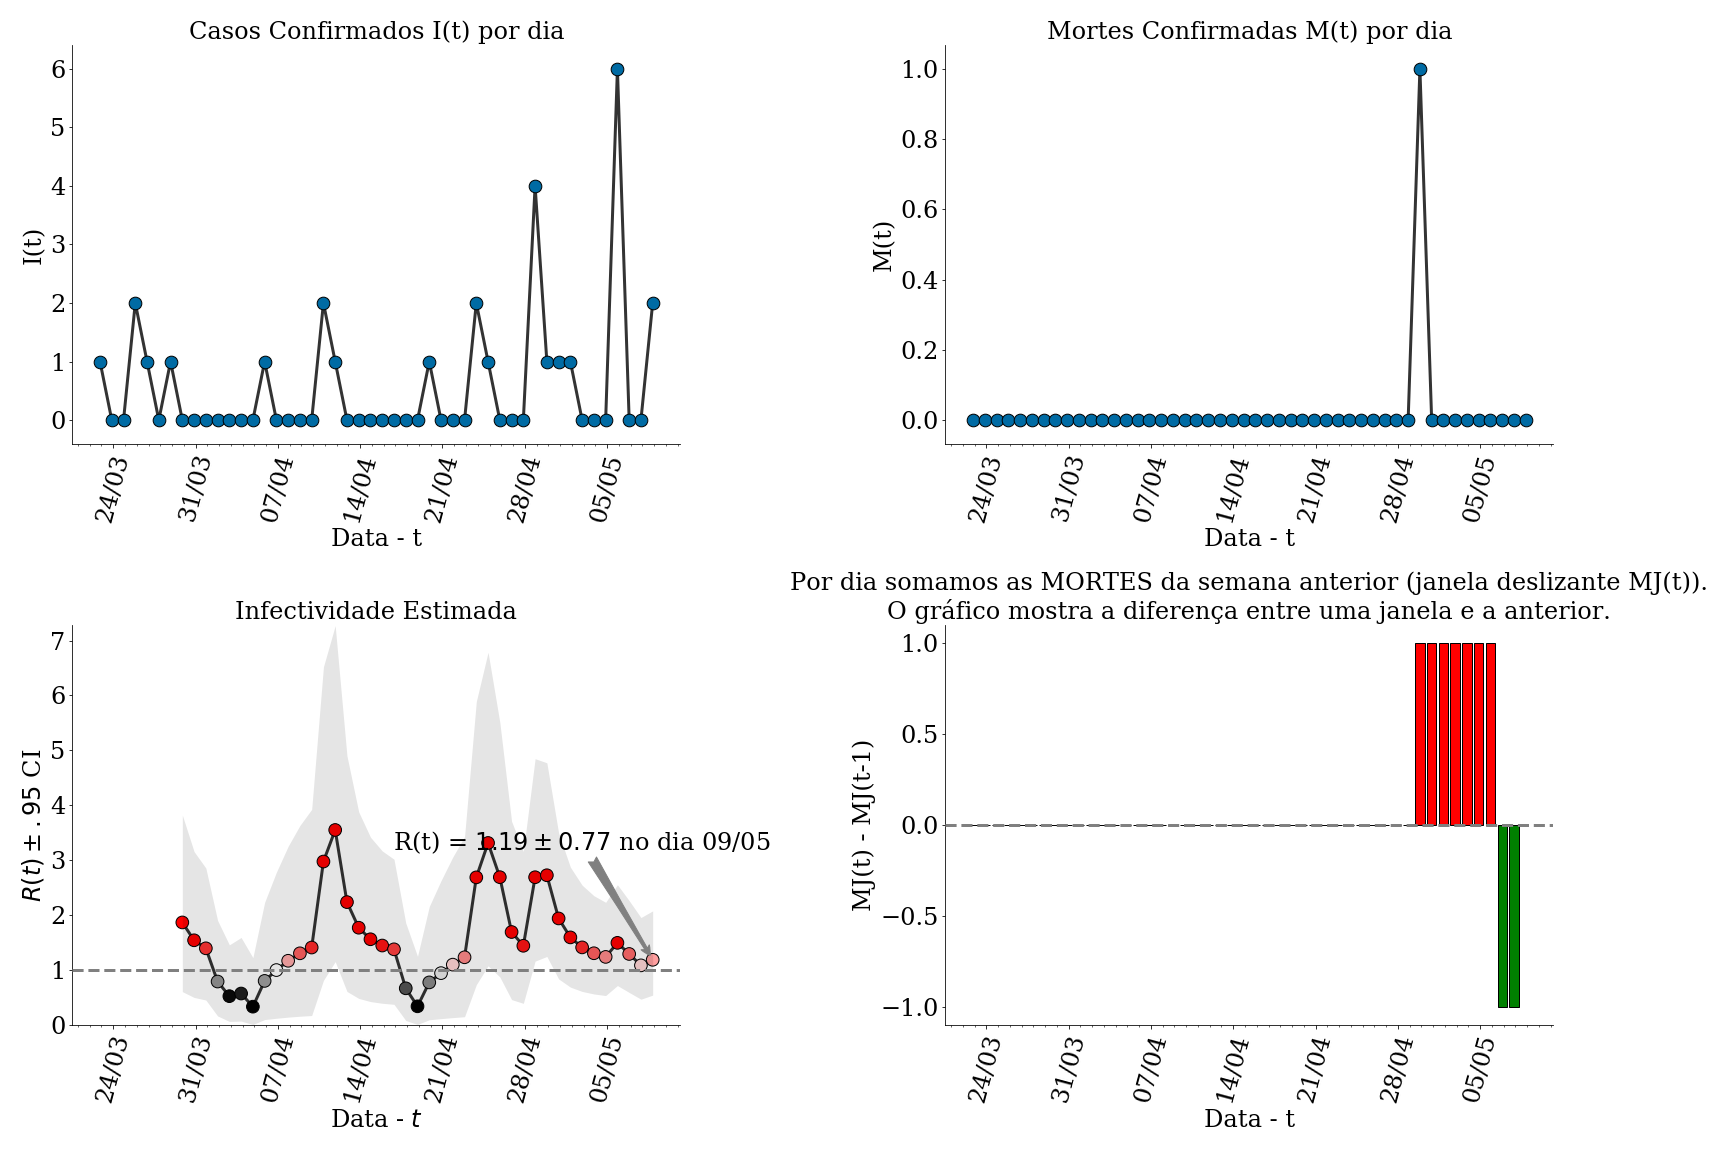 Casos Confirmados I(t) por dia
I(t)
6
5
4
3
2
1
0
24/03 31/03 07/04 14/04 21/04 28/04 05/05
Data - t
Mortes Confirmadas M(t) por dia
M(t)
1.0
0.8
0.6
0.4
0.2
0.0
24/03 31/03 07/04 14/04 21/04 28/04 05/05
Data - t
Infectividade Estimada
R(t) ± .95 CI
7
6
5
4
3
2
1
0
R(t) = 1.19 ± 0.77 no dia 09/05
24/03 31/03 07/04 14/04 21/04 28/04 05/05
Data - t
Por dia somamos as MORTES da semana anterior (janela deslizante MJ(t)).
O gráfico mostra a diferença entre uma janela e a anterior.
MJ(t) - MJ(t-1)
1.0
0.5
0.0
−0.5
−1.0
24/03 31/03 07/04 14/04 21/04 28/04 05/05
Data - t